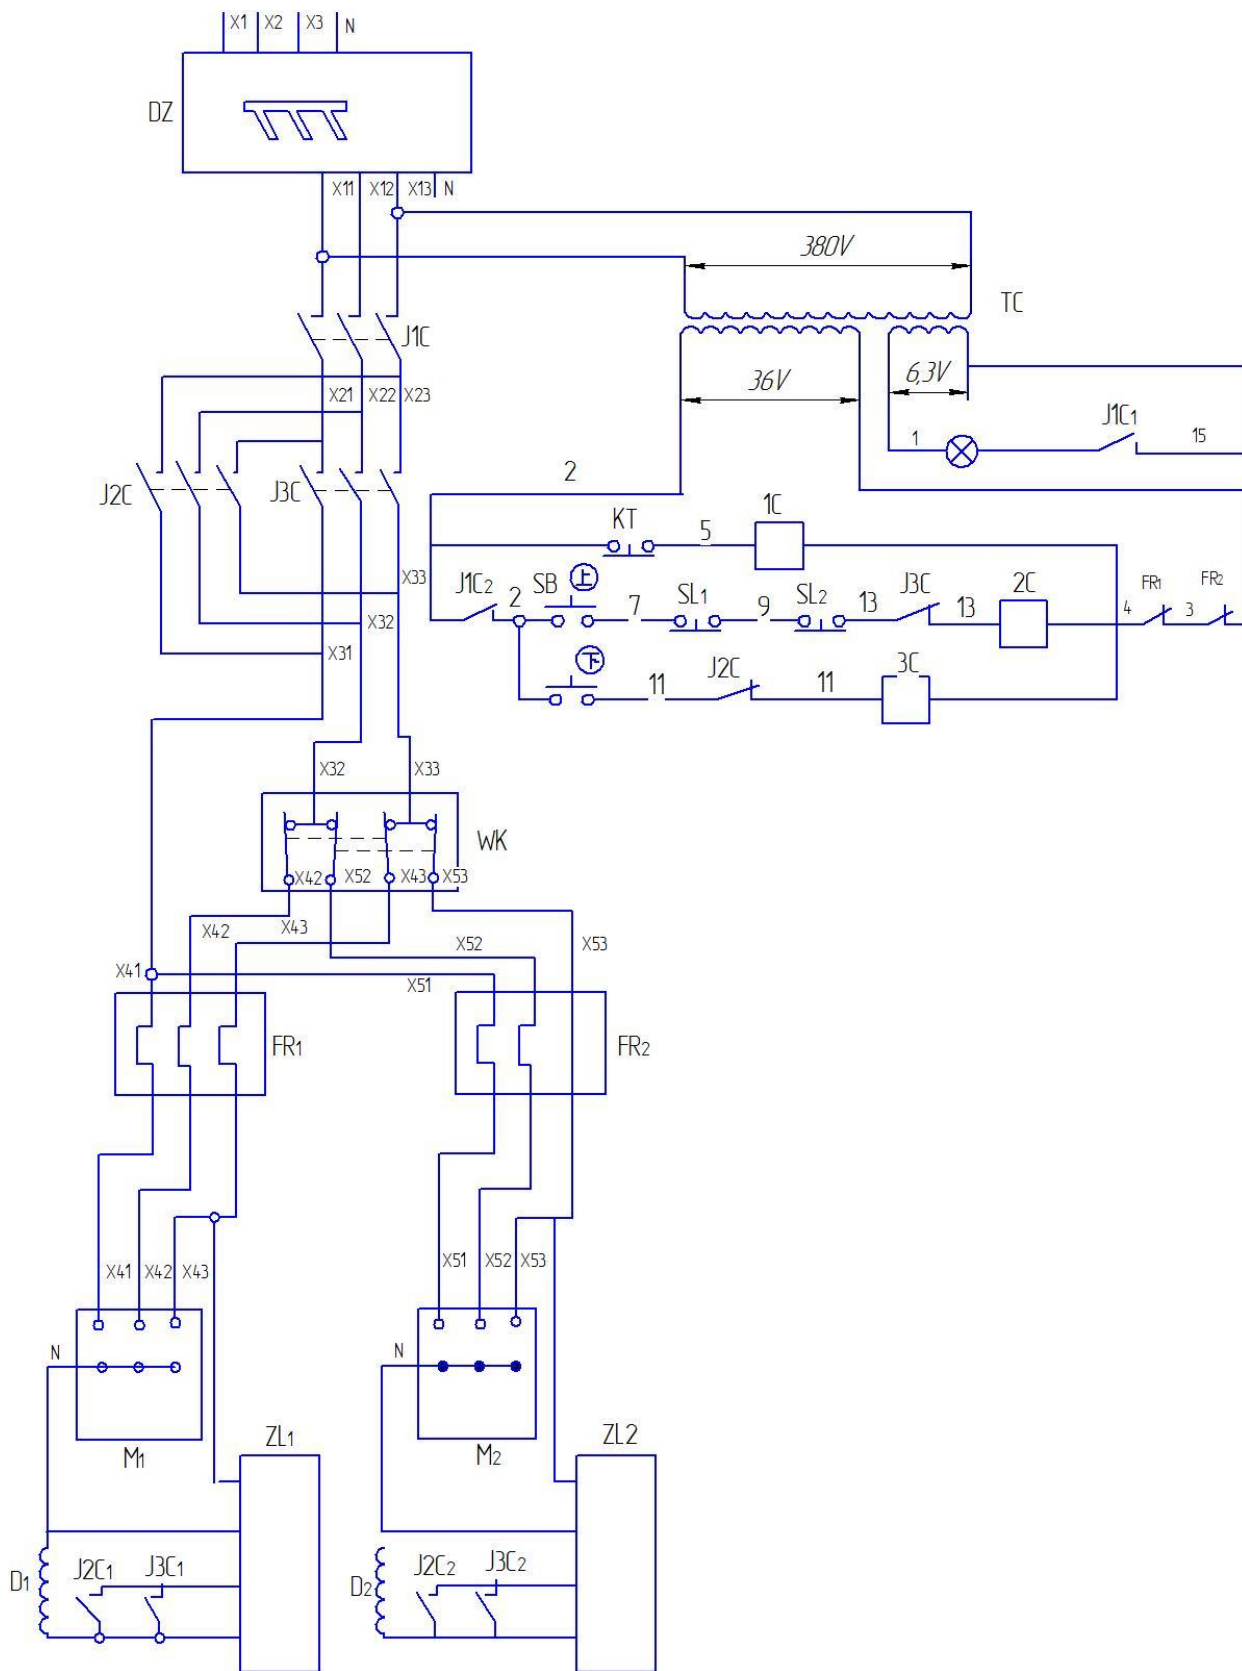 X1 X2 X3 N
DZ
X11 X12 X13 N
380V
TC
J1C
36V 6,3V
X21 X22 X23
J1C1
1 15
J2C J3C
2
KT 5 1C
X33
J1C2 2 SB 上 7 SL1 9 SL2 13 J3C 13 2C 4 FR1 3 FR2
X32
X31
下 11 J2C 11 3C
X32 X33
WK
X42 X52 X43 X53
X42 X43 X52 X53
X41 X51
FR1 FR2
X41 X42 X43 X51 X52 X53
N N
M1 ZL1 M2 ZL2
D1 J2C1 J3C1 D2 J2C2 J3C2